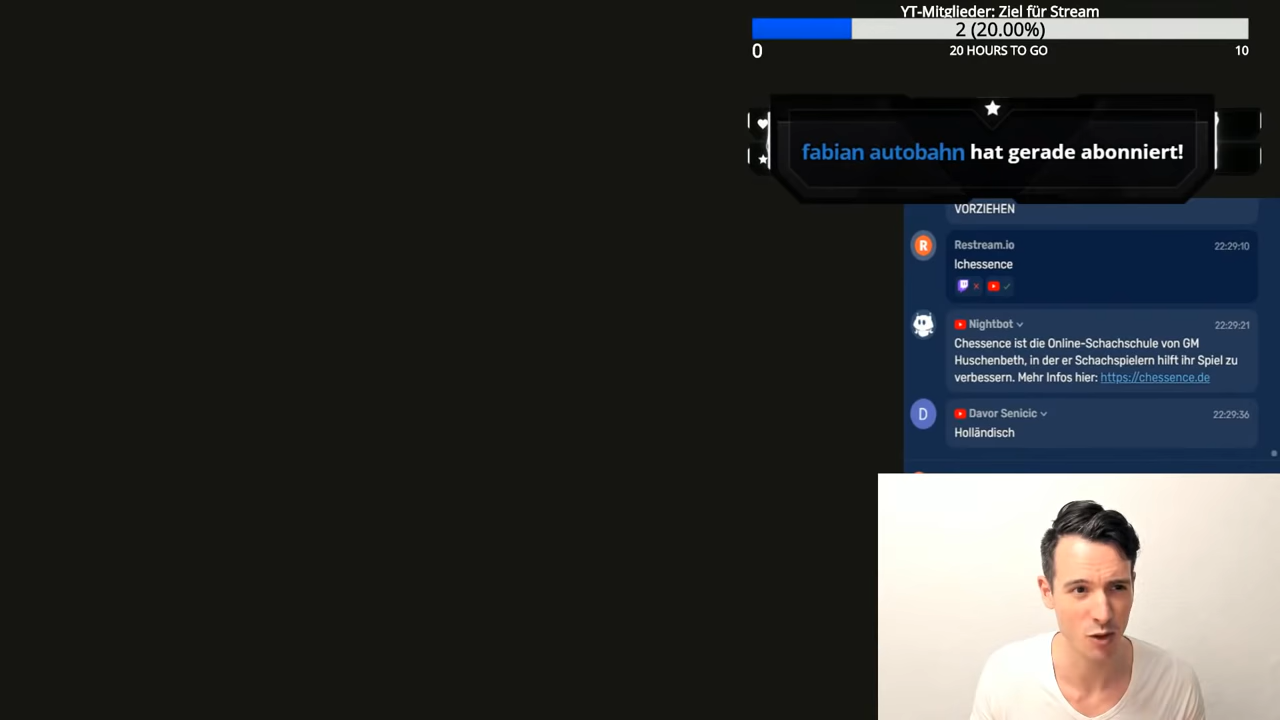 YT-Mitglieder: Ziel für Stream
2 (20.00%)
0
20 HOURS TO GO
10
fabian autobahn hat gerade abonniert!
VORZIEHEN
R
Restream.io
22:29:10
!chessence
Nightbot
22:29:21
Chessence ist die Online-Schachschule von GM
Huschenbeth, in der er Schachspielern hilft ihr Spiel zu
verbessern. Mehr Infos hier: https://chessence.de
D
Davor Senicic
22:29:36
Holländisch